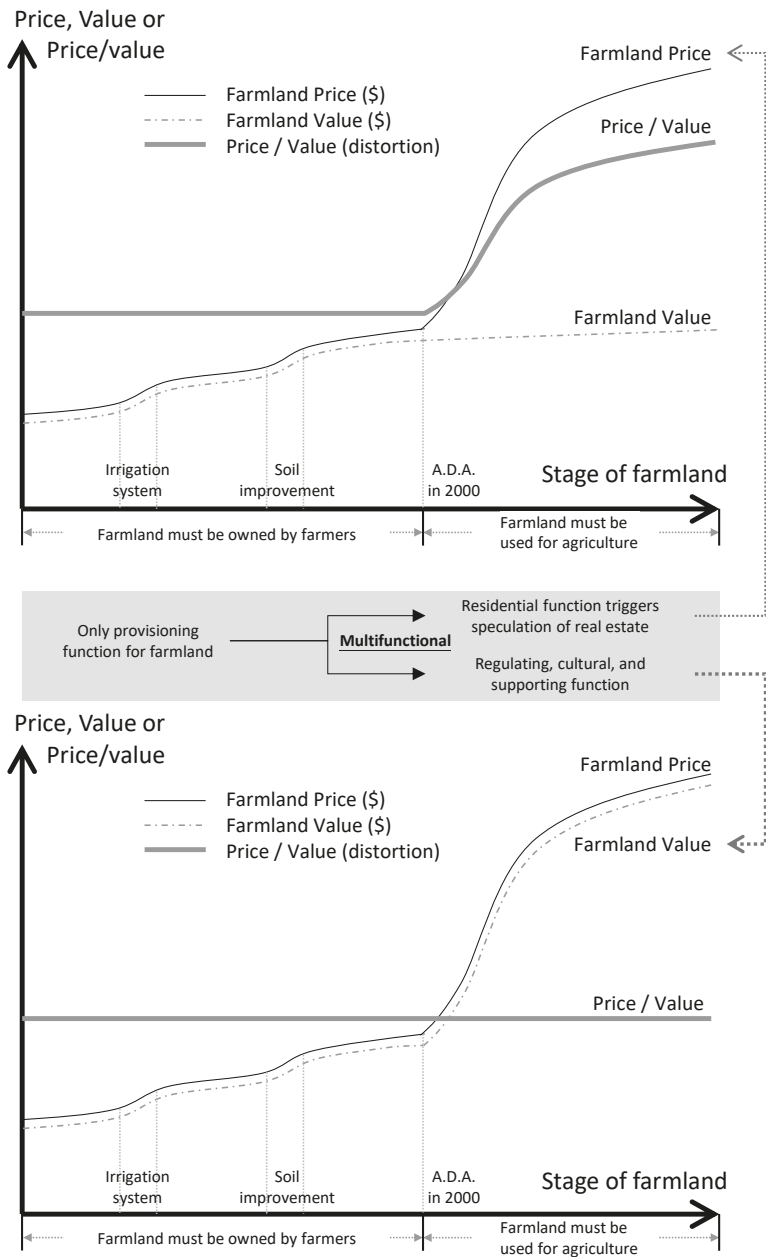 Price, Value or
Price/value
Farmland Price ($)
Farmland Value ($)
Price / Value (distortion)
Farmland Price
Price / Value
Farmland Value
Irrigation
system
Soil
improvement
A.D.A.
in 2000
Stage of farmland
Farmland must be owned by farmers
Farmland must be
used for agriculture
Only provisioning
function for farmland
Multifunctional
Residential function triggers
speculation of real estate
Regulating, cultural, and
supporting function
Price, Value or
Price/value
Farmland Price ($)
Farmland Value ($)
Price / Value (distortion)
Farmland Price
Farmland Value
Price / Value
Irrigation
system
Soil
improvement
A.D.A.
in 2000
Stage of farmland
Farmland must be owned by farmers
Farmland must be
used for agriculture